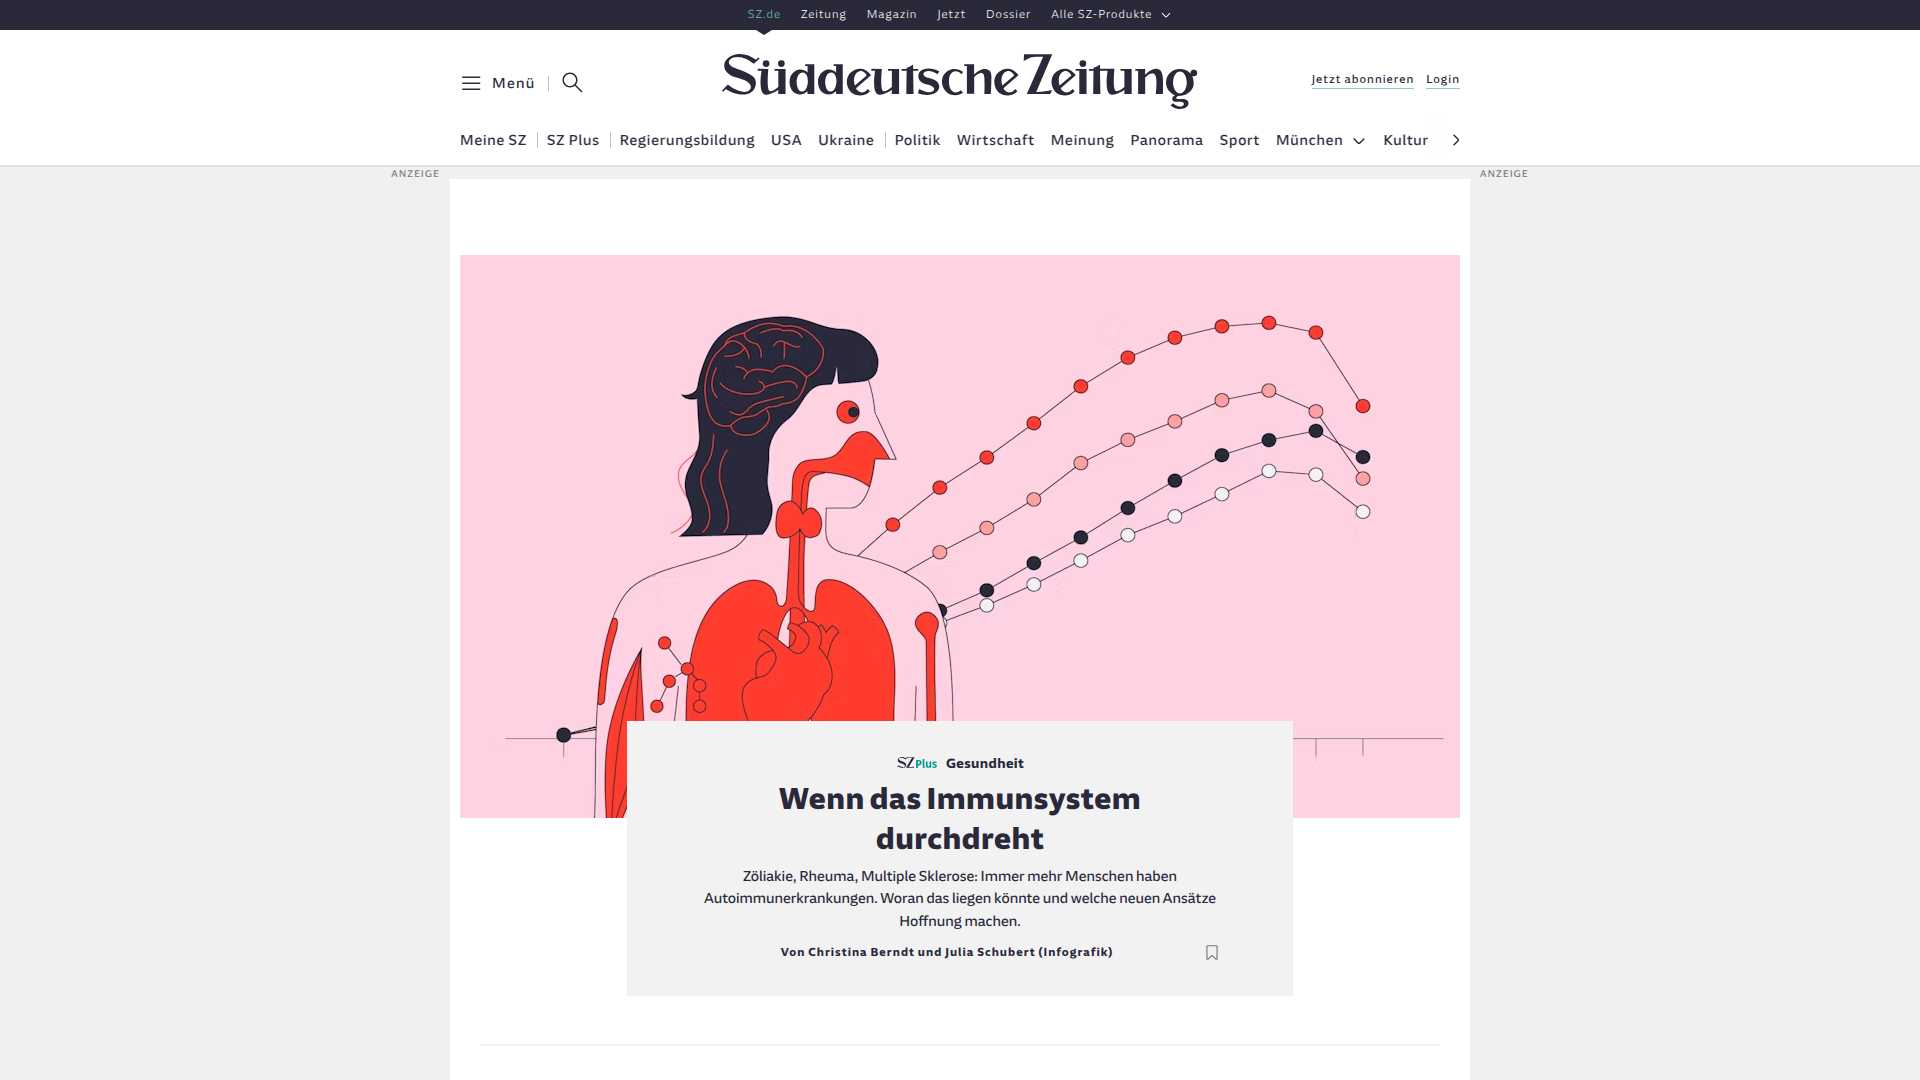 SZ.de Zeitung Magazin Jetzt Dossier Alle SZ-Produkte
Menü
Süddeutsche Zeitung
Jetzt abonnieren Login
Meine SZ SZ Plus Regierungsbildung USA Ukraine Politik Wirtschaft Meinung Panorama Sport München Kultur
ANZEIGE
ANZEIGE
SZ Plus Gesundheit
Wenn das Immunsystem
durchdreht
Zöliakie, Rheuma, Multiple Sklerose: Immer mehr Menschen haben
Autoimmunerkrankungen. Woran das liegen könnte und welche neuen Ansätze
Hoffnung machen.
Von Christina Berndt und Julia Schubert (Infografik)